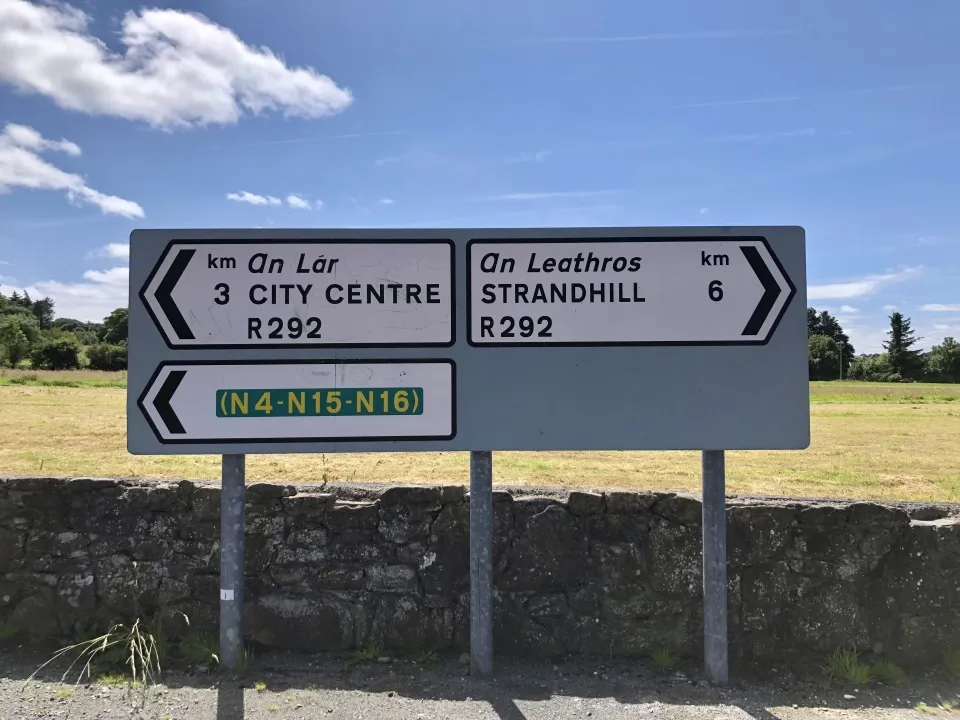 km An Lár
3 CITY CENTRE
R292
An Leathros km
STRANDHILL 6
R292
(N4-N15-N16)